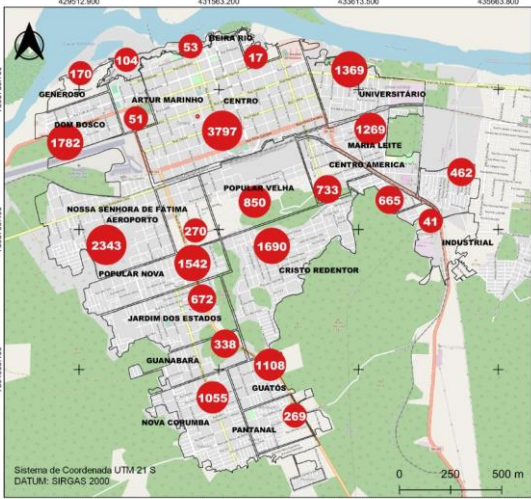 429512.900 431563.200 433613.500 435663.800
BEIRA RIO
53
17
104
170
1369
GENEROSO
ARTUR MARINHO
CENTRO
UNIVERSITÁRIO
51
DOM BOSCO
1782
3797
1269
MARIA LEITE
CENTRO AMERICA
462
POPULAR VELHA
733
850
665
NOSSA SENHORA DE FÁTIMA
AEROPORTO
270
41
2343
1690
INDUSTRIAL
1542
POPULAR NOVA
CRISTO REDENTOR
672
JARDIM DOS ESTADOS
338
GUANABARA
1108
GUATÓS
1055
269
NOVA CORUMBA
PANTANAL
Sistema de Coordenada UTM 21 S
DATUM: SIRGAS 2000
0 250 500 m